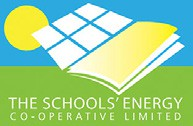 THE SCHOOLS' ENERGY
CO-OPERATIVE LIMITED